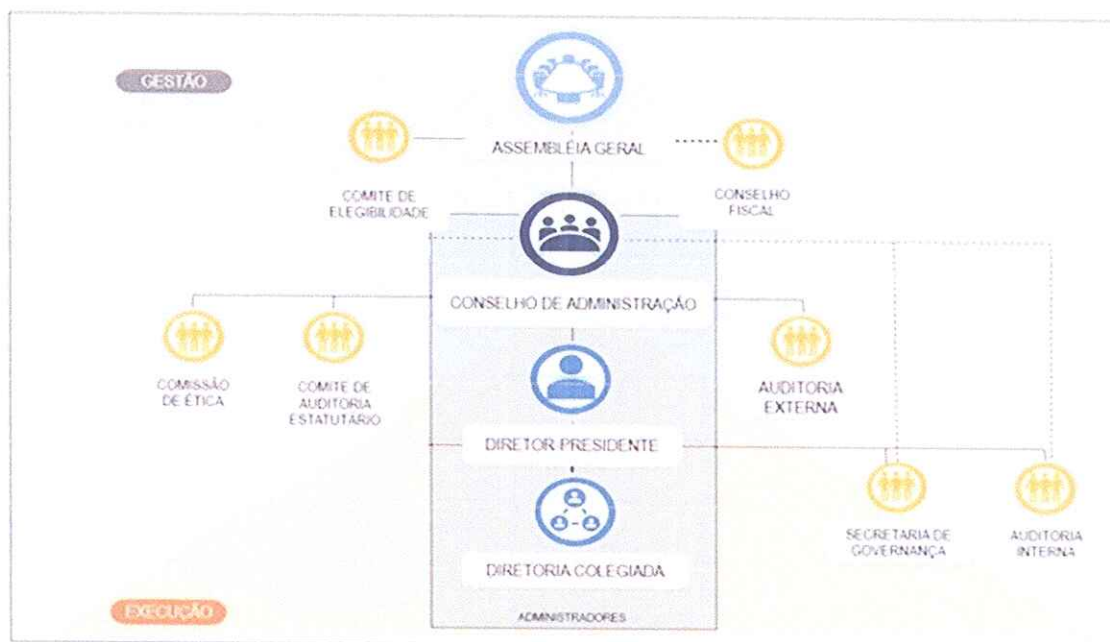 GESTÃO
ASSEMBLÉIA GERAL
COMITE DE
ELEGIBILIDADE
CONSELHO
FISCAL
CONSELHO DE ADMINISTRAÇÃO
COMISSÃO
DE ÉTICA
COMITE DE
AUDITORIA
ESTATUTÁRIO
AUDITORIA
EXTERNA
DIRETOR PRESIDENTE
SECRETARIA DE
GOVERNANÇA
AUDITORIA
INTERNA
DIRETORIA COLEGIADA
EXECUÇÃO
ADMINISTRADORES